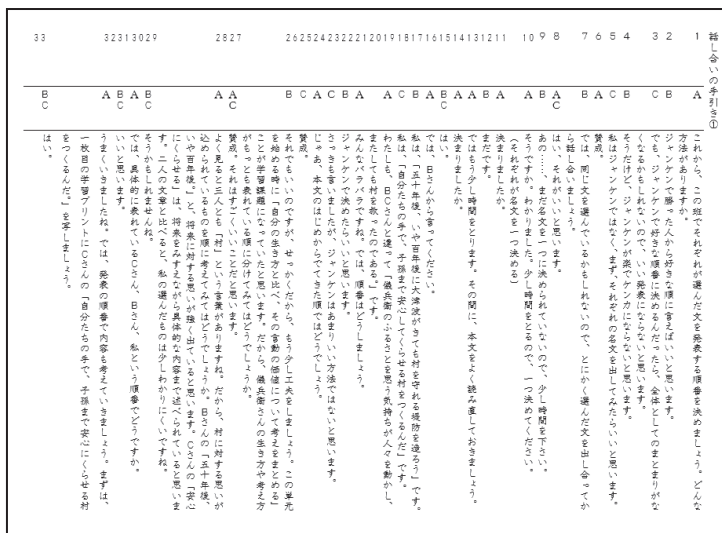 話し合いの手引き①
1 A これから、この班でそれぞれが選んだ文を発表する順番を決めましょう。どんな
方法がありますか。
2 B ジャンケンで勝った人から好きな順に言えばいいと思います。
3 C でも、ジャンケンで好きな順番に決めるんだったら、全体としてのまとまりがな
くなるかもしれないので、いい発表にならないと思います。
4 B そうだけど、ジャンケンが楽でケンカにならないと思います。
5 C 私はジャンケンではなく、まず、それぞれの名文を出してみたらいいと思います。
6 A 賛成。
7 B では、同じ文を選んでいるかもしれないので、とにかく選んだ文を出し合ってか
ら話し合いましょう。
8 A C はい、それがいいと思います。
9 B あの……、まだ名文を一つに決められていないので、少し時間を下さい。
10 A そうですか。わかりました。少し時間をとるので、一つ決めてください。
(それぞれが名文を一つ決める)
11 A 決まりましたか。
12 B まだです。
13 A ではもう少し時間をとります。その間に、本文をよく読み直しておきましょう。
14 A 決まりましたか。
15 B C はい。
16 A では、Bさんから言ってください。
17 B 私は、「五十年後、いや百年後に大津波がきても村を守れる堤防を造ろう」です。
18 C 私は、「自分たちの手で、子孫まで安心してくらせる村をつくるんだ」です。
19 A わたしも、BCさんと違って「儀兵衛のふるさとを思う気持ちが人々を動かし、
またしても村を救ったのである。」です。
20 A みんなバラバラですね。では、順番はどうしましょう。
21 B ジャンケンで決めたらいいと思います。
22 C さっきも言いましたが、ジャンケンはあまりいい方法ではないと思います。
23 A じゃあ、本文のはじめからでてきた順ではどうでしょう。
24 C 賛成。
25 B それでもいいのですが、せっかくだから、もう少し工夫をしましょう。この単元
を始める時に「自分の生き方と比べ、その言動の価値について考えをまとめる」
ことが学習課題になっていたと思います。だから、儀兵衛さんの生き方や考え方
がもっとも表れている順に分けてみてはどうでしょうか。
27 A C 賛成。それはすごくいいことだと思います。
28 A よく見ると三人とも「村」という言葉がありますね。だから、村に対する思いが
込められているものを順に考えてみてはどうでしょうか。Bさんの「五十年後、
いや百年後。」と、将来に対する思いが強く出ていると思います。Cさんの「安心
にくらせる」は、将来をみすえながら具体的な内容まで述べられていると思いま
す。二人の文章と比べると、私の選んだものは少しわかりにくいですね。
29 B C そうかもしれませんね。
30 A では、具体的に表れているCさん、Bさん、私という順番でどうですか。
31 B C いいと思います。
32 A うまくいきましたね。では、発表の順番で内容も考えていきましょう。まずは、
一枚目の学習プリントにCさんの「自分たちの手で、子孫まで安心にくらせる村
をつくるんだ。」を写しましょう。
33 B C はい。